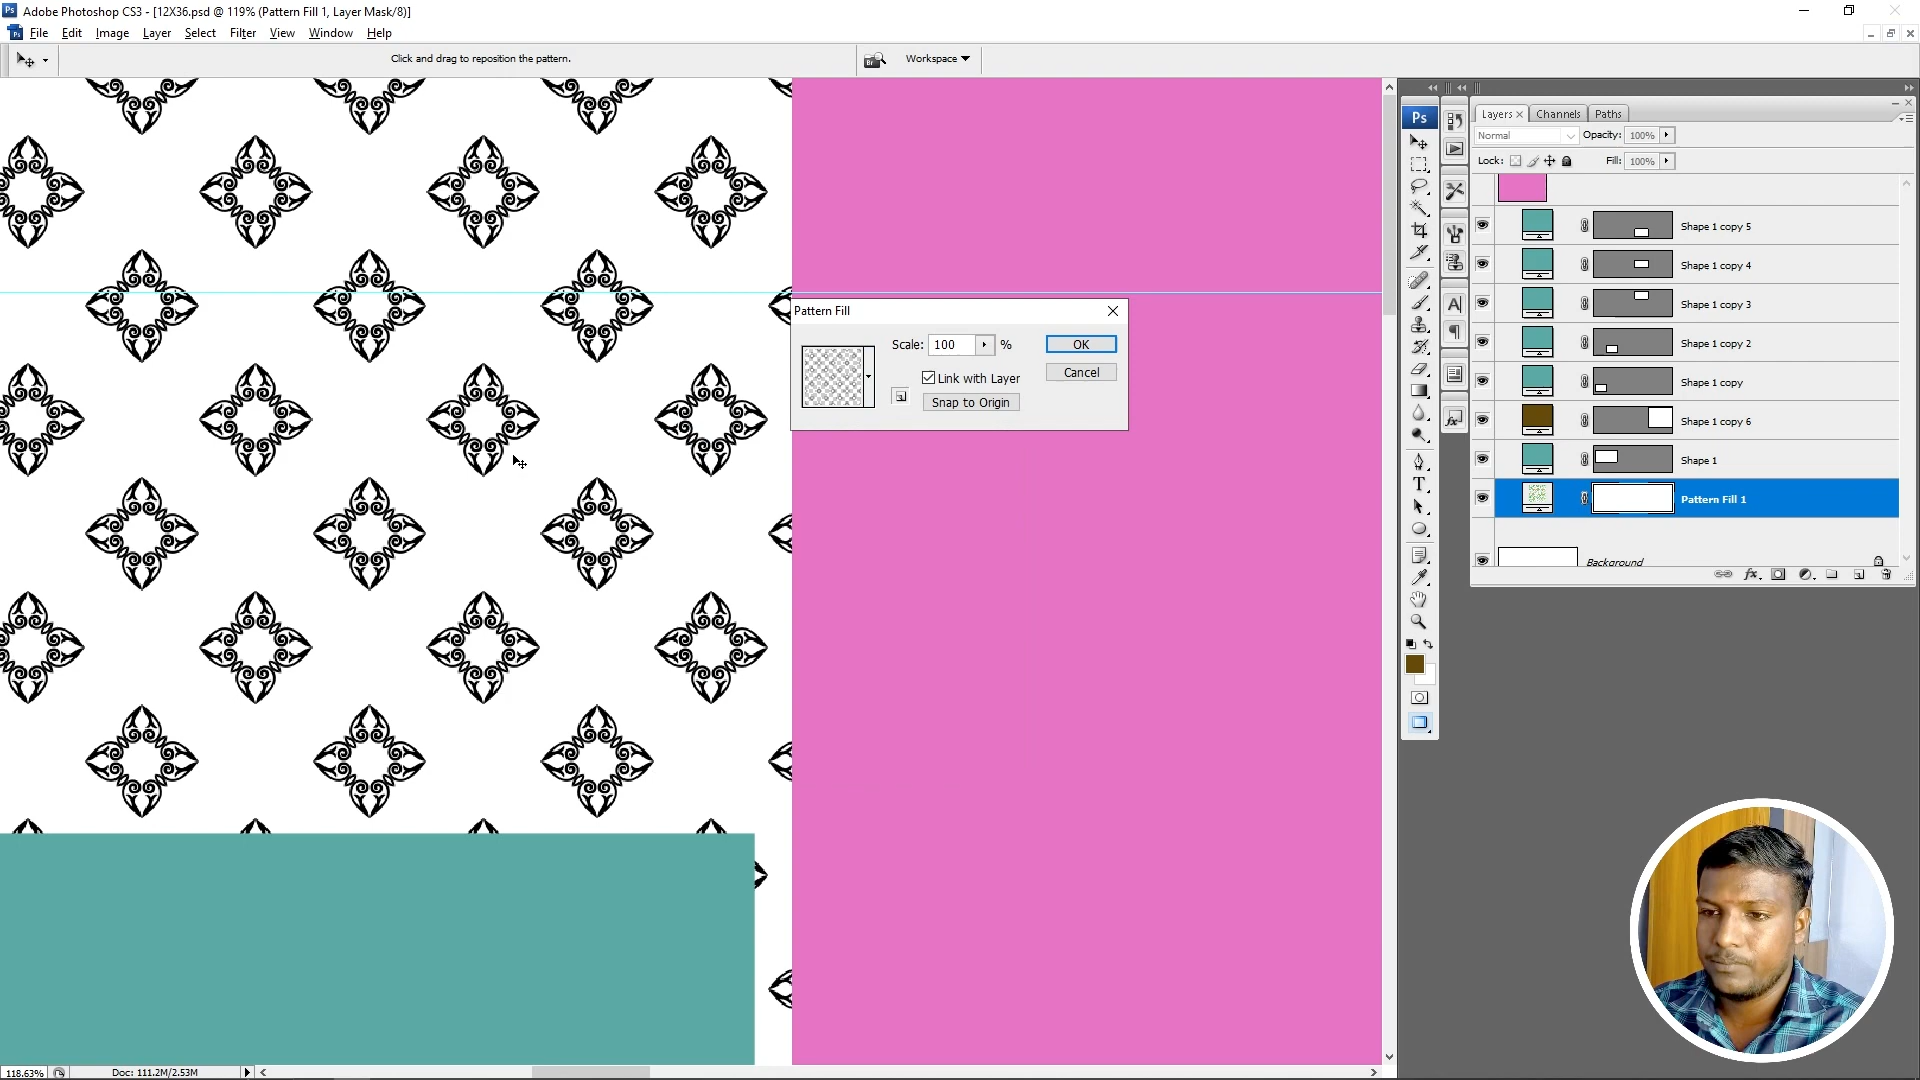 Ps Adobe Photoshop CS3 - [12X36.psd @ 119% (Pattern Fill 1, Layer Mask/8)]
Ps File Edit Image Layer Select Filter View Window Help
Click and drag to reposition the pattern.
Br Workspace
Pattern Fill
Scale: 100 %
OK
Link with Layer
Cancel
Snap to Origin
Ps
Layers Channels Paths
Normal Opacity: 100%
Lock: Fill: 100%
Shape 1 copy 5
Shape 1 copy 4
Shape 1 copy 3
Shape 1 copy 2
Shape 1 copy
Shape 1 copy 6
Shape 1
Pattern Fill 1
Background
118.63% Doc: 111.2M/2.53M